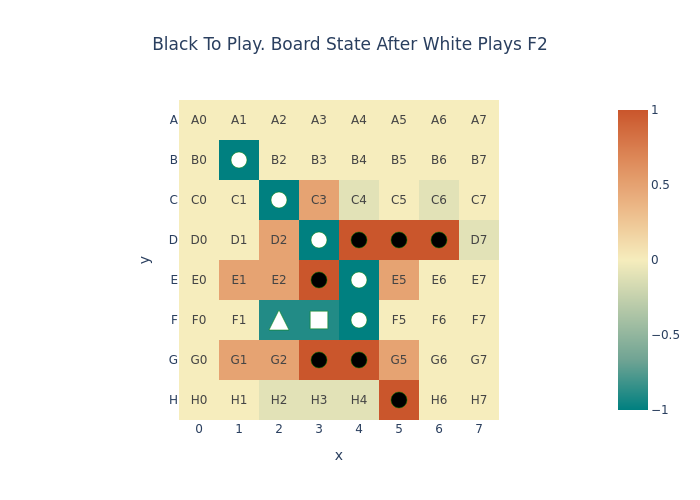 Black To Play. Board State After White Plays F2
A A0 A1 A2 A3 A4 A5 A6 A7
B B0 B2 B3 B4 B5 B6 B7
C C0 C1 C3 C4 C5 C6 C7
D D0 D1 D2 D7
E E0 E1 E2 E5 E6 E7
F F0 F1 F5 F6 F7
G G0 G1 G2 G5 G6 G7
H H0 H1 H2 H3 H4 H6 H7
0 1 2 3 4 5 6 7
x
y
1
0.5
0
−0.5
−1